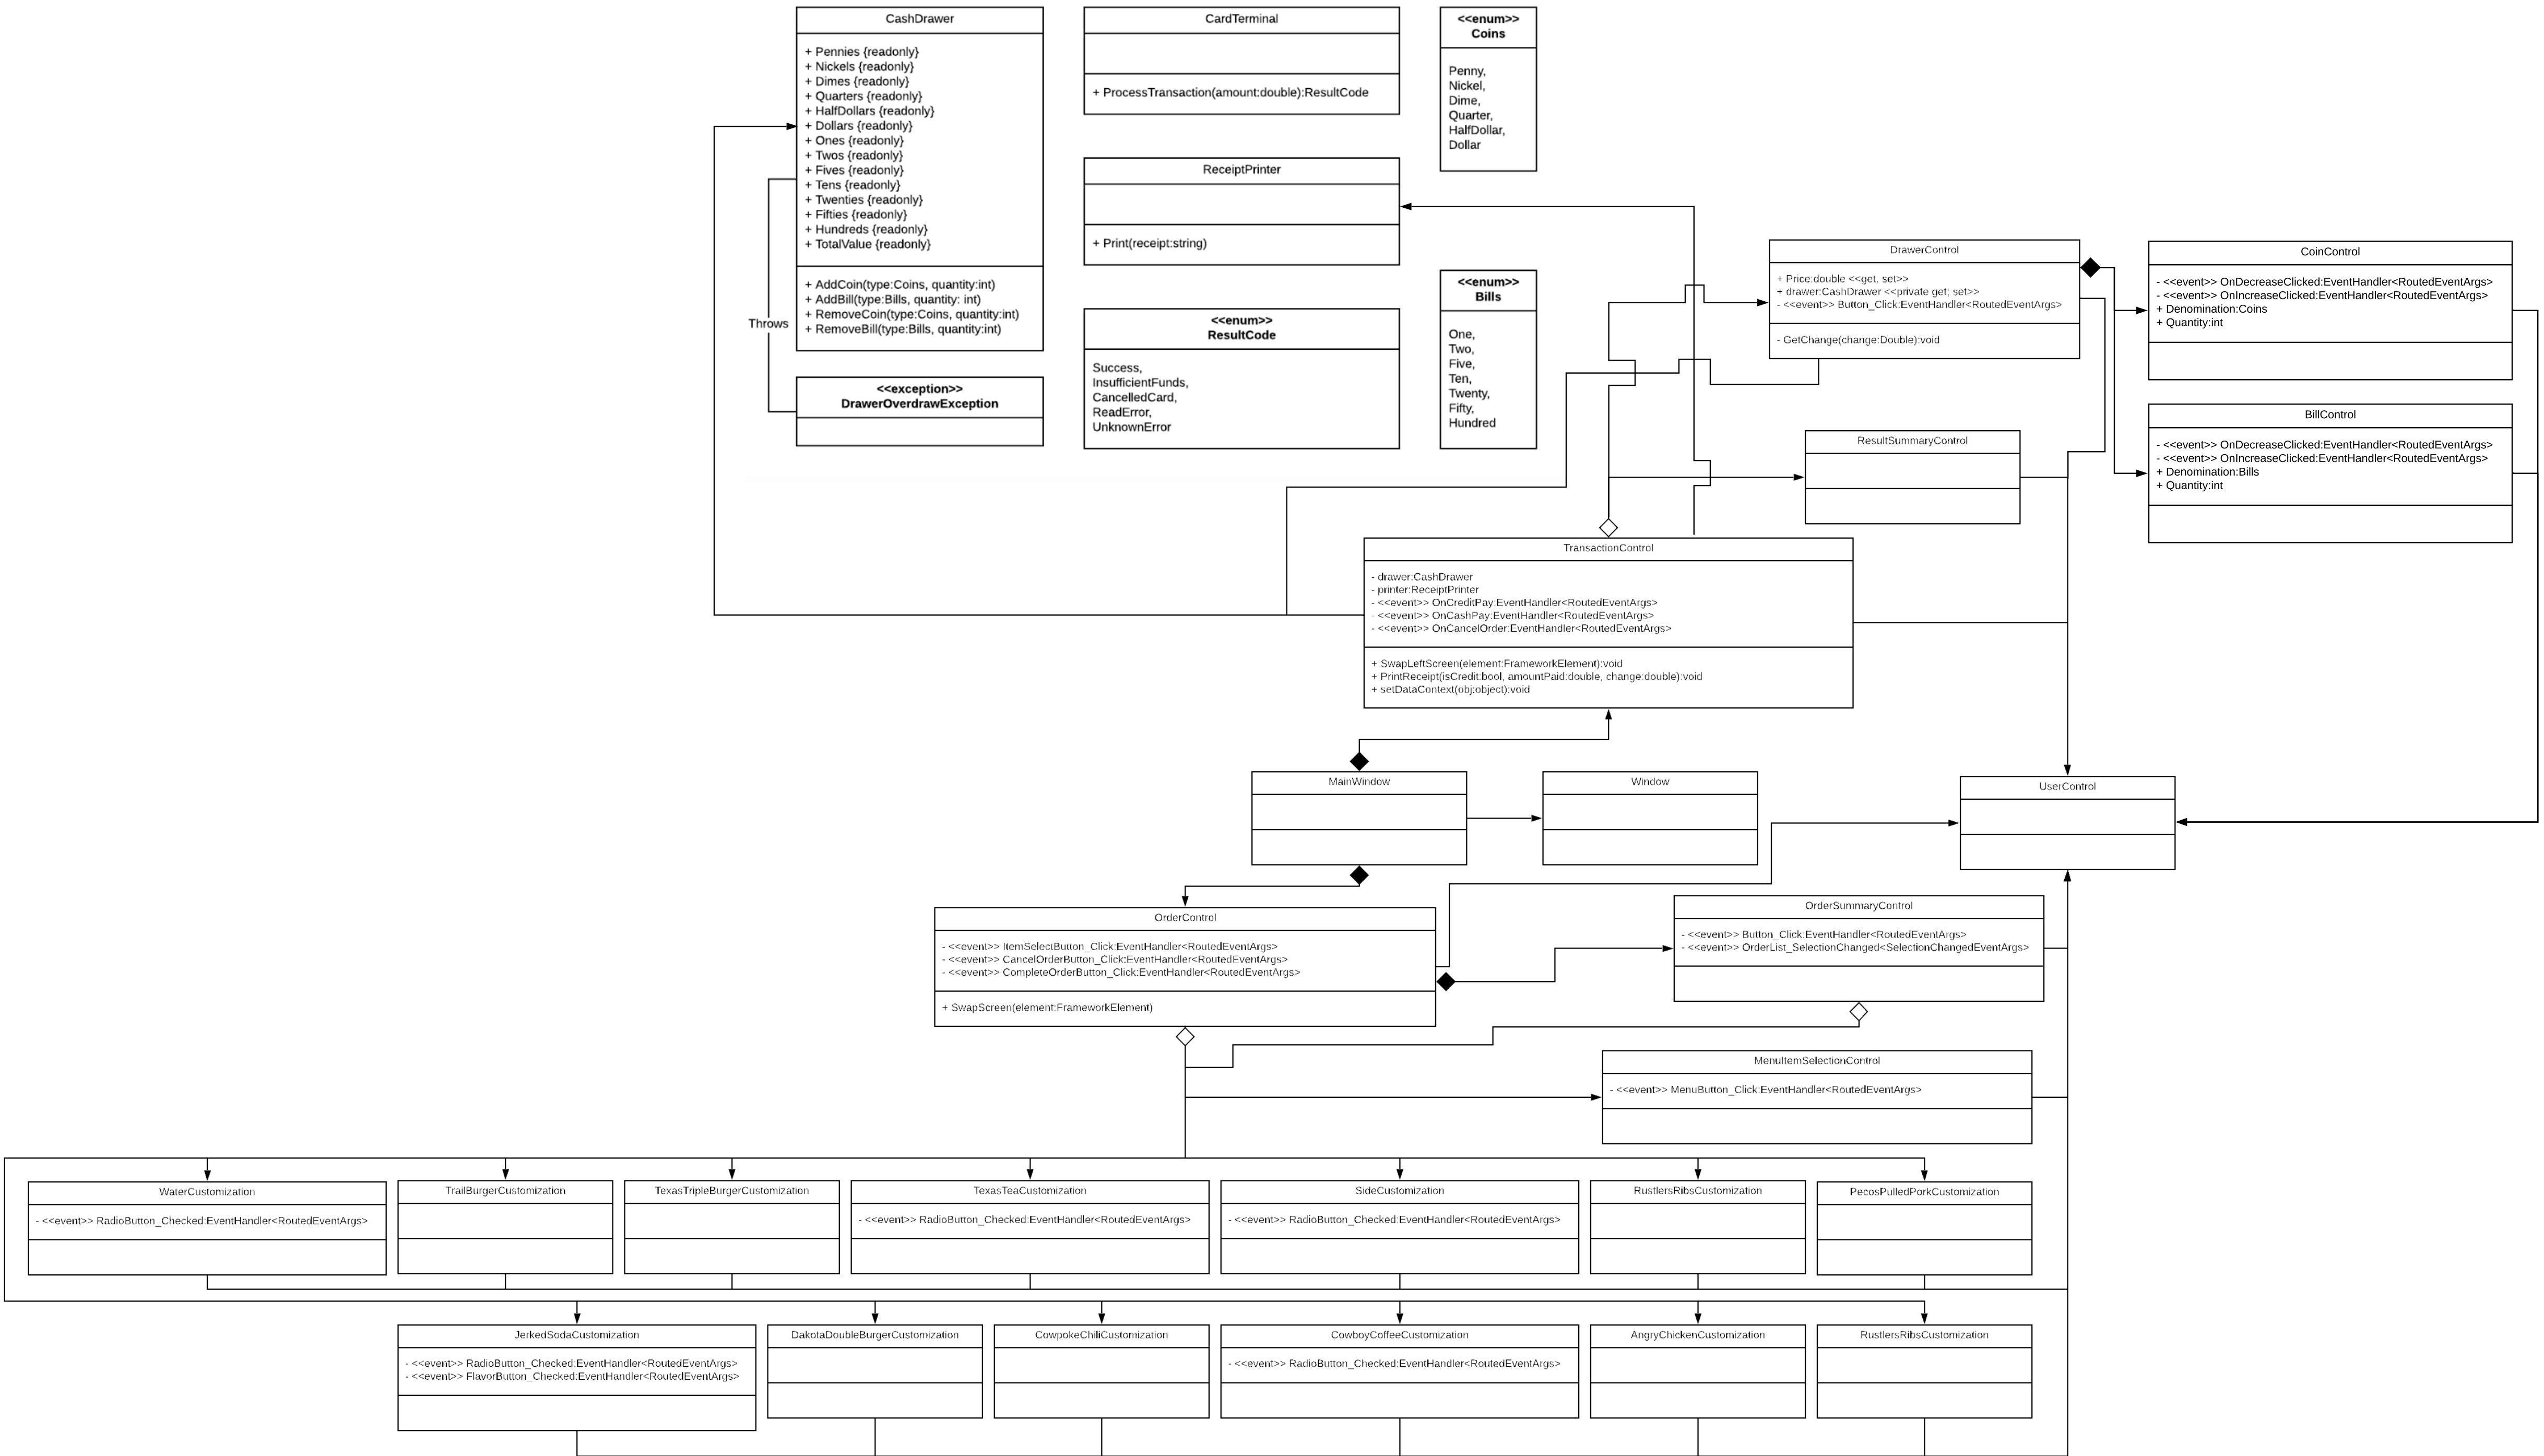 CashDrawer
+ Pennies {readonly}
+ Nickels {readonly}
+ Dimes {readonly}
+ Quarters {readonly}
+ HalfDollars {readonly}
+ Dollars {readonly}
+ Ones {readonly}
+ Twos {readonly}
+ Fives {readonly}
+ Tens {readonly}
+ Twenties {readonly}
+ Fifties {readonly}
+ Hundreds {readonly}
+ TotalValue {readonly}
+ AddCoin(type:Coins, quantity:int)
+ AddBill(type:Bills, quantity: int)
+ RemoveCoin(type:Coins, quantity:int)
+ RemoveBill(type:Bills, quantity:int)
Throws
<<exception>>
DrawerOverdrawException
CardTerminal
+ ProcessTransaction(amount:double):ResultCode
ReceiptPrinter
+ Print(receipt:string)
<<enum>>
ResultCode
Success,
InsufficientFunds,
CancelledCard,
ReadError,
UnknownError
<<enum>>
Coins
Penny,
Nickel,
Dime,
Quarter,
HalfDollar,
Dollar
<<enum>>
Bills
One,
Two,
Five,
Ten,
Twenty,
Fifty,
Hundred
DrawerControl
+ Price:double <<get, set>>
+ drawer:CashDrawer <<private get; set>>
- <<event>> Button_Click:EventHandler<RoutedEventArgs>
- GetChange(change:Double):void
CoinControl
- <<event>> OnDecreaseClicked:EventHandler<RoutedEventArgs>
- <<event>> OnIncreaseClicked:EventHandler<RoutedEventArgs>
+ Denomination:Coins
+ Quantity:int
BillControl
- <<event>> OnDecreaseClicked:EventHandler<RoutedEventArgs>
- <<event>> OnIncreaseClicked:EventHandler<RoutedEventArgs>
+ Denomination:Bills
+ Quantity:int
ResultSummaryControl
TransactionControl
- drawer:CashDrawer
- printer:ReceiptPrinter
- <<event>> OnCreditPay:EventHandler<RoutedEventArgs>
- <<event>> OnCashPay:EventHandler<RoutedEventArgs>
- <<event>> OnCancelOrder:EventHandler<RoutedEventArgs>
+ SwapLeftScreen(element:FrameworkElement):void
+ PrintReceipt(isCredit:bool, amountPaid:double, change:double):void
+ setDataContext(obj:object):void
MainWindow
Window
UserControl
OrderControl
- <<event>> ItemSelectButton_Click:EventHandler<RoutedEventArgs>
- <<event>> CancelOrderButton_Click:EventHandler<RoutedEventArgs>
- <<event>> CompleteOrderButton_Click:EventHandler<RoutedEventArgs>
+ SwapScreen(element:FrameworkElement)
OrderSummaryControl
- <<event>> Button_Click:EventHandler<RoutedEventArgs>
- <<event>> OrderList_SelectionChanged<SelectionChangedEventArgs>
MenuItemSelectionControl
- <<event>> MenuButton_Click:EventHandler<RoutedEventArgs>
WaterCustomization
- <<event>> RadioButton_Checked:EventHandler<RoutedEventArgs>
TrailBurgerCustomization
TexasTripleBurgerCustomization
TexasTeaCustomization
- <<event>> RadioButton_Checked:EventHandler<RoutedEventArgs>
SideCustomization
- <<event>> RadioButton_Checked:EventHandler<RoutedEventArgs>
RustlersRibsCustomization
PecosPulledPorkCustomization
JerkedSodaCustomization
- <<event>> RadioButton_Checked:EventHandler<RoutedEventArgs>
- <<event>> FlavorButton_Checked:EventHandler<RoutedEventArgs>
DakotaDoubleBurgerCustomization
CowpokeChiliCustomization
CowboyCoffeeCustomization
- <<event>> RadioButton_Checked:EventHandler<RoutedEventArgs>
AngryChickenCustomization
RustlersRibsCustomization